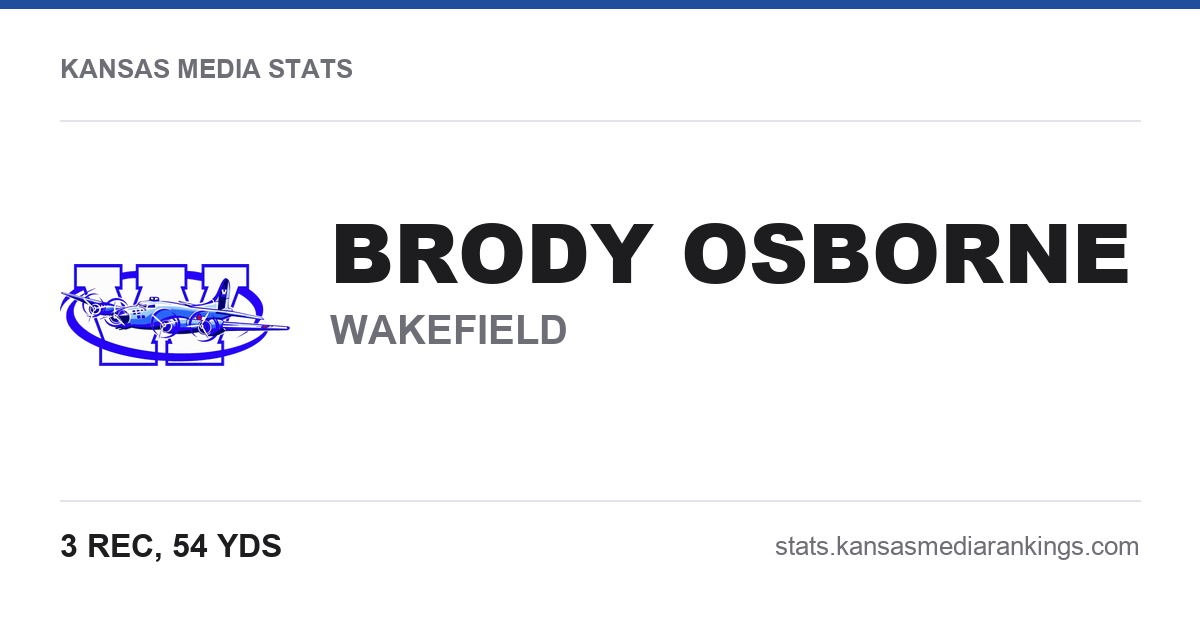 KANSAS MEDIA STATS
BRODY OSBORNE
WAKEFIELD
3 REC, 54 YDS
stats.kansasmediarankings.com